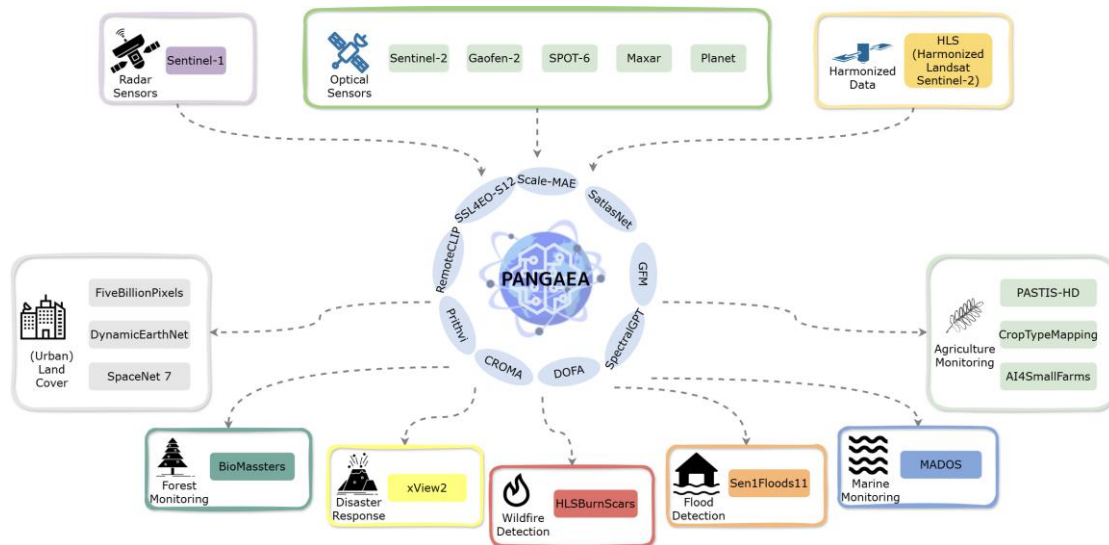 Radar
Sensors
Sentinel-1
Optical
Sensors
Sentinel-2
Gaofen-2
SPOT-6
Maxar
Planet
Harmonized
Data
HLS
(Harmonized
Landsat
Sentinel-2)
SSL4EO-S12
Scale-MAE
SatlasNet
RemoteCLIP
GFM
PANGAEA
Prithvi
SpectralGPT
CROMA
DOFA
(Urban)
Land
Cover
FiveBillionPixels
DynamicEarthNet
SpaceNet 7
Agriculture
Monitoring
PASTIS-HD
CropTypeMapping
AI4SmallFarms
Forest
Monitoring
BioMassters
Disaster
Response
xView2
Wildfire
Detection
HLSBurnScars
Flood
Detection
Sen1Floods11
Marine
Monitoring
MADOS